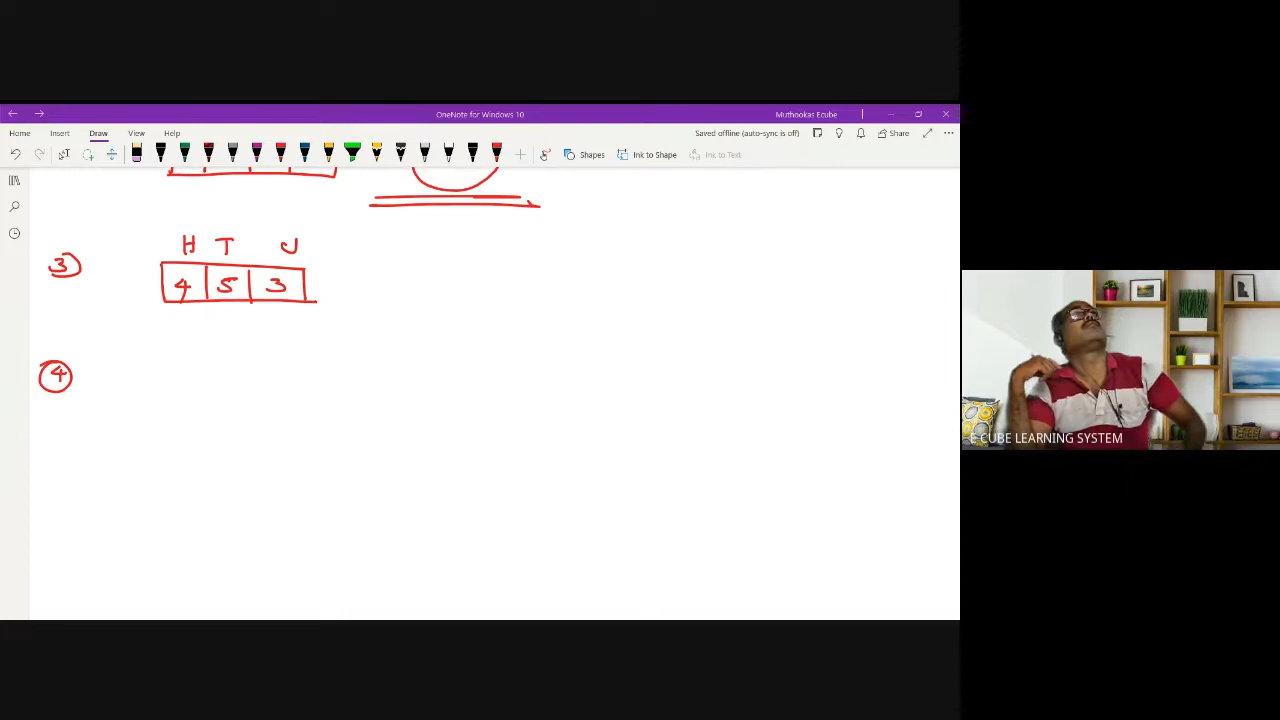 OneNote for Windows 10
Muthookas Ecube
Home Insert Draw View Help
Saved offline (auto-sync is off)
Share
Shapes
Ink to Shape
Ink to Text
H T U
3
4 5 3
4
E CUBE LEARNING SYSTEM